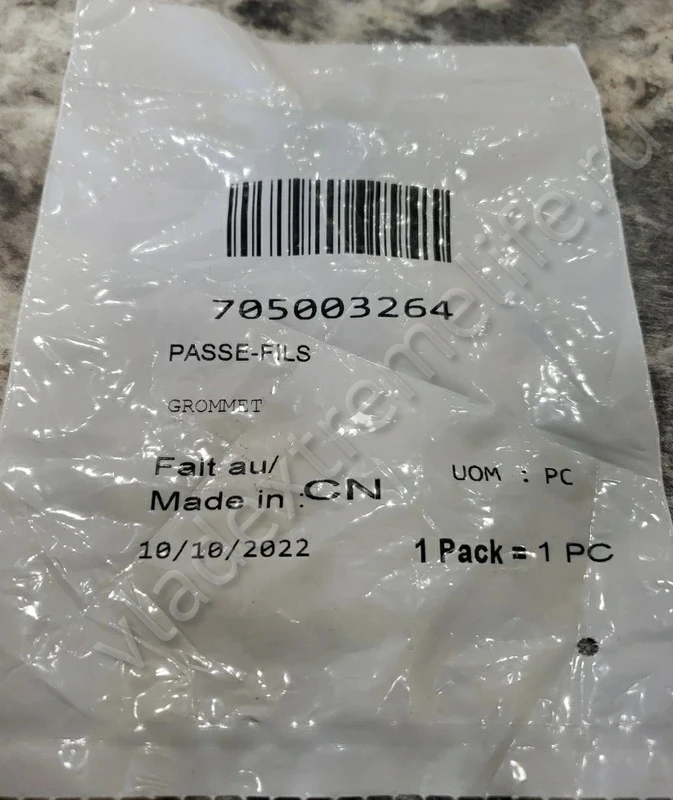 705003264
PASSE-FILS
GROMMET
Fait au/
Made in : CN
UOM : PC
10/10/2022
1 Pack = 1 PC
vladextremelife.ru